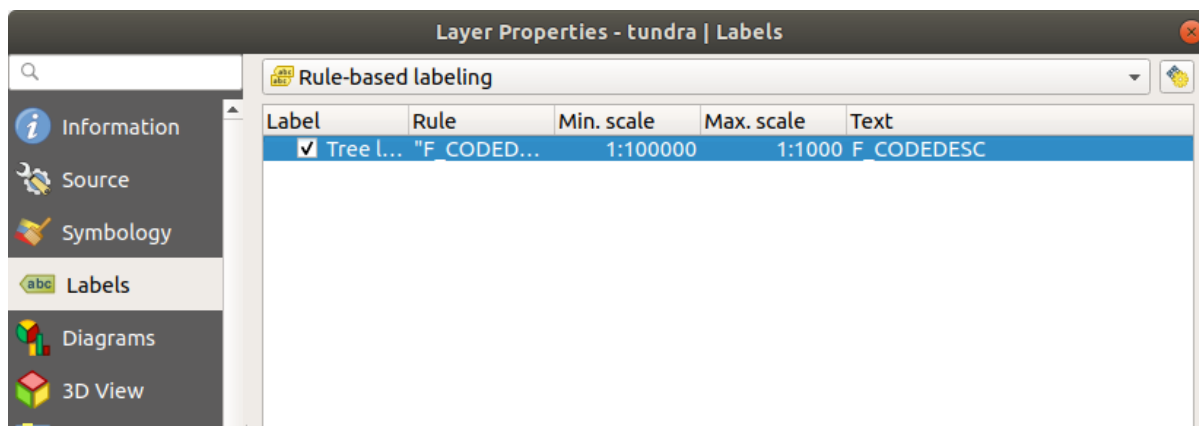 Layer Properties - tundra | Labels
Rule-based labeling
Information
Source
Symbology
abc Labels
Diagrams
3D View
Label Rule Min. scale Max. scale Text
Tree l... "F_CODED... 1:100000 1:1000 F_CODEDESC